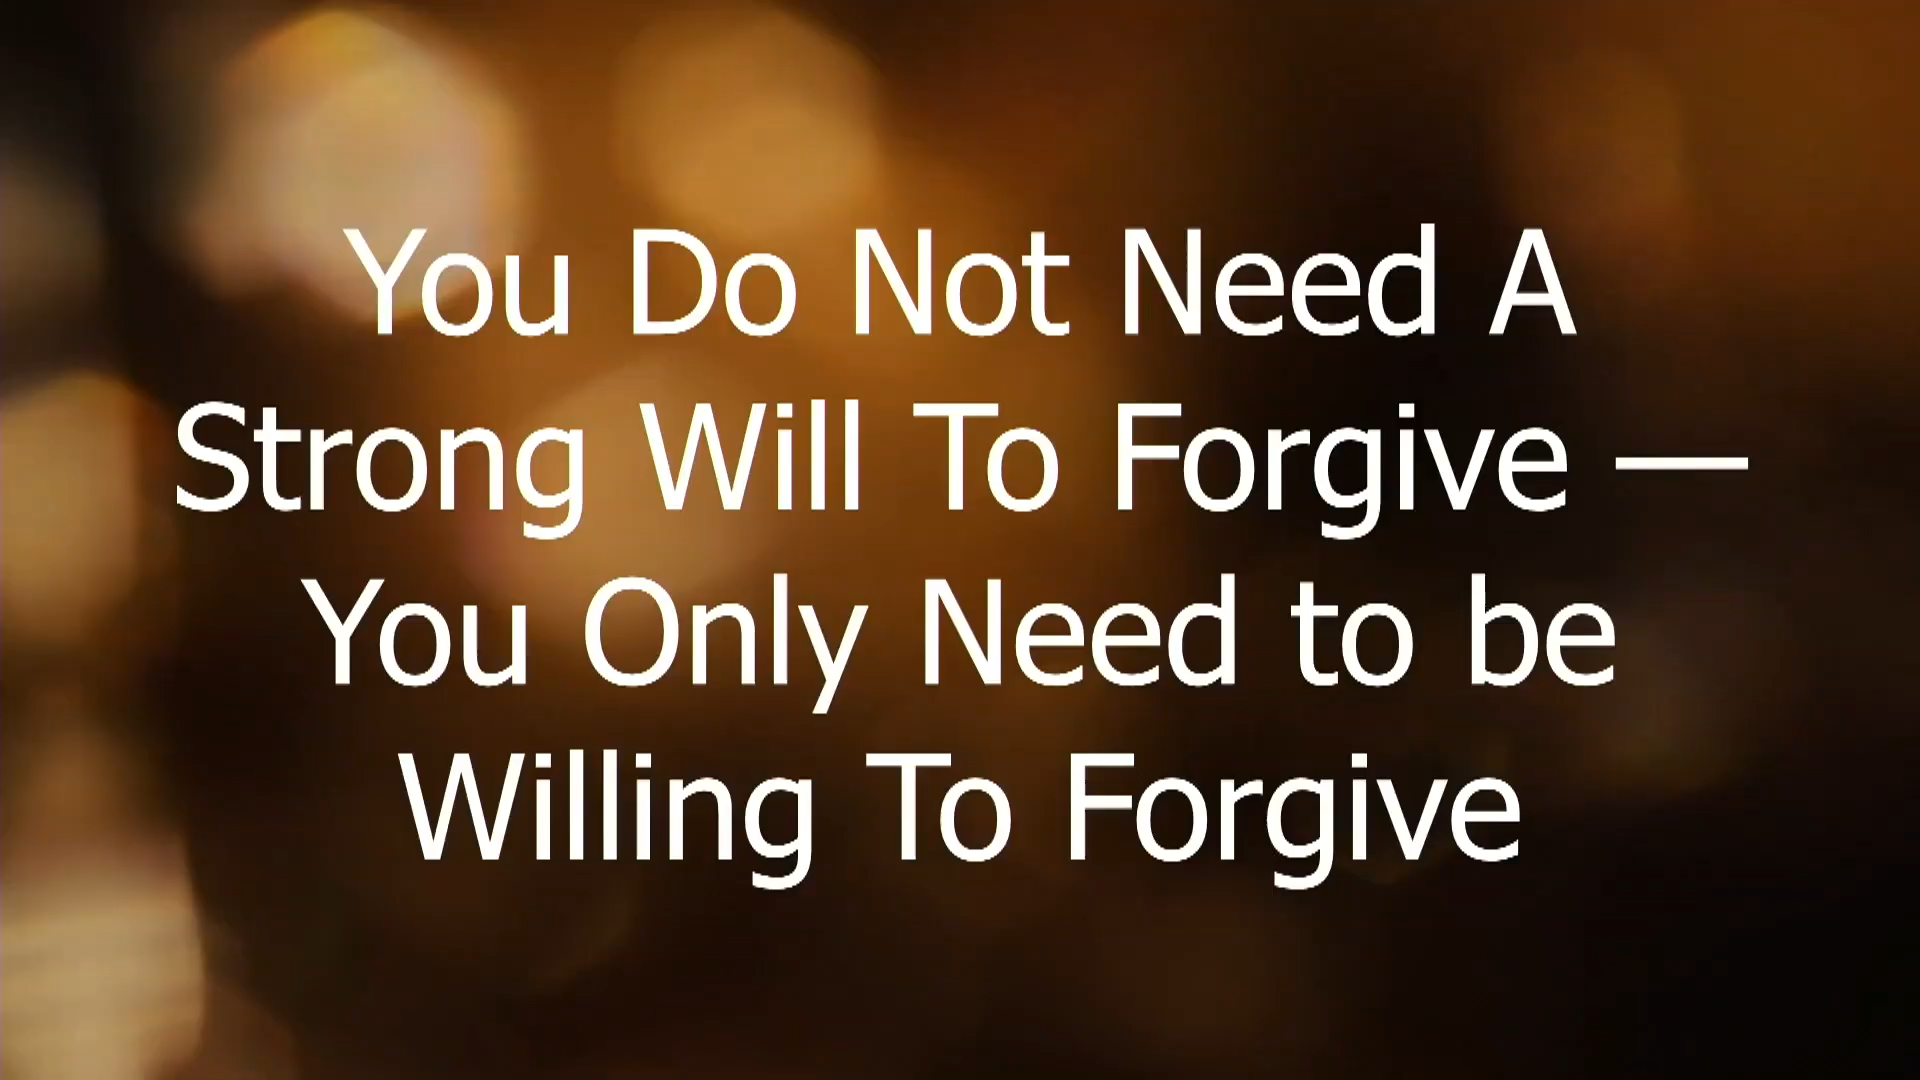 You Do Not Need A
Strong Will To Forgive —
You Only Need to be
Willing To Forgive